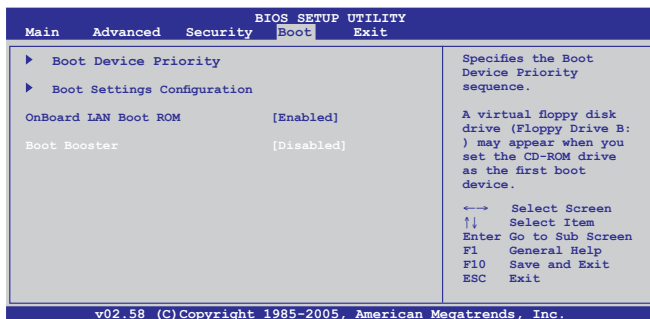 BIOS SETUP UTILITY
Main Advanced Security Boot Exit
Boot Device Priority
Boot Settings Configuration
OnBoard LAN Boot ROM [Enabled]
Boot Booster [Disabled]
Specifies the Boot
Device Priority
sequence.
A virtual floppy disk
drive (Floppy Drive B:
) may appear when you
set the CD-ROM drive
as the first boot
device.
←→ Select Screen
↑↓ Select Item
Enter Go to Sub Screen
F1 General Help
F10 Save and Exit
ESC Exit
v02.58 (C)Copyright 1985-2005, American Megatrends, Inc.